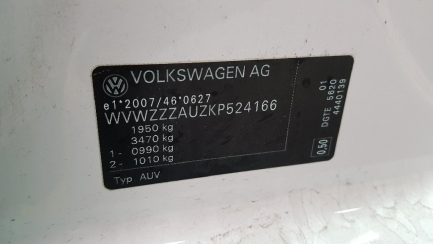 VOLKSWAGEN AG
e1*2007/46*0627
WVWZZZAUZKP524166
1950 kg
3470 kg
1- 0990 kg
2- 1010 kg
Typ AUV
01
DGTE 5620
4440139
0,50